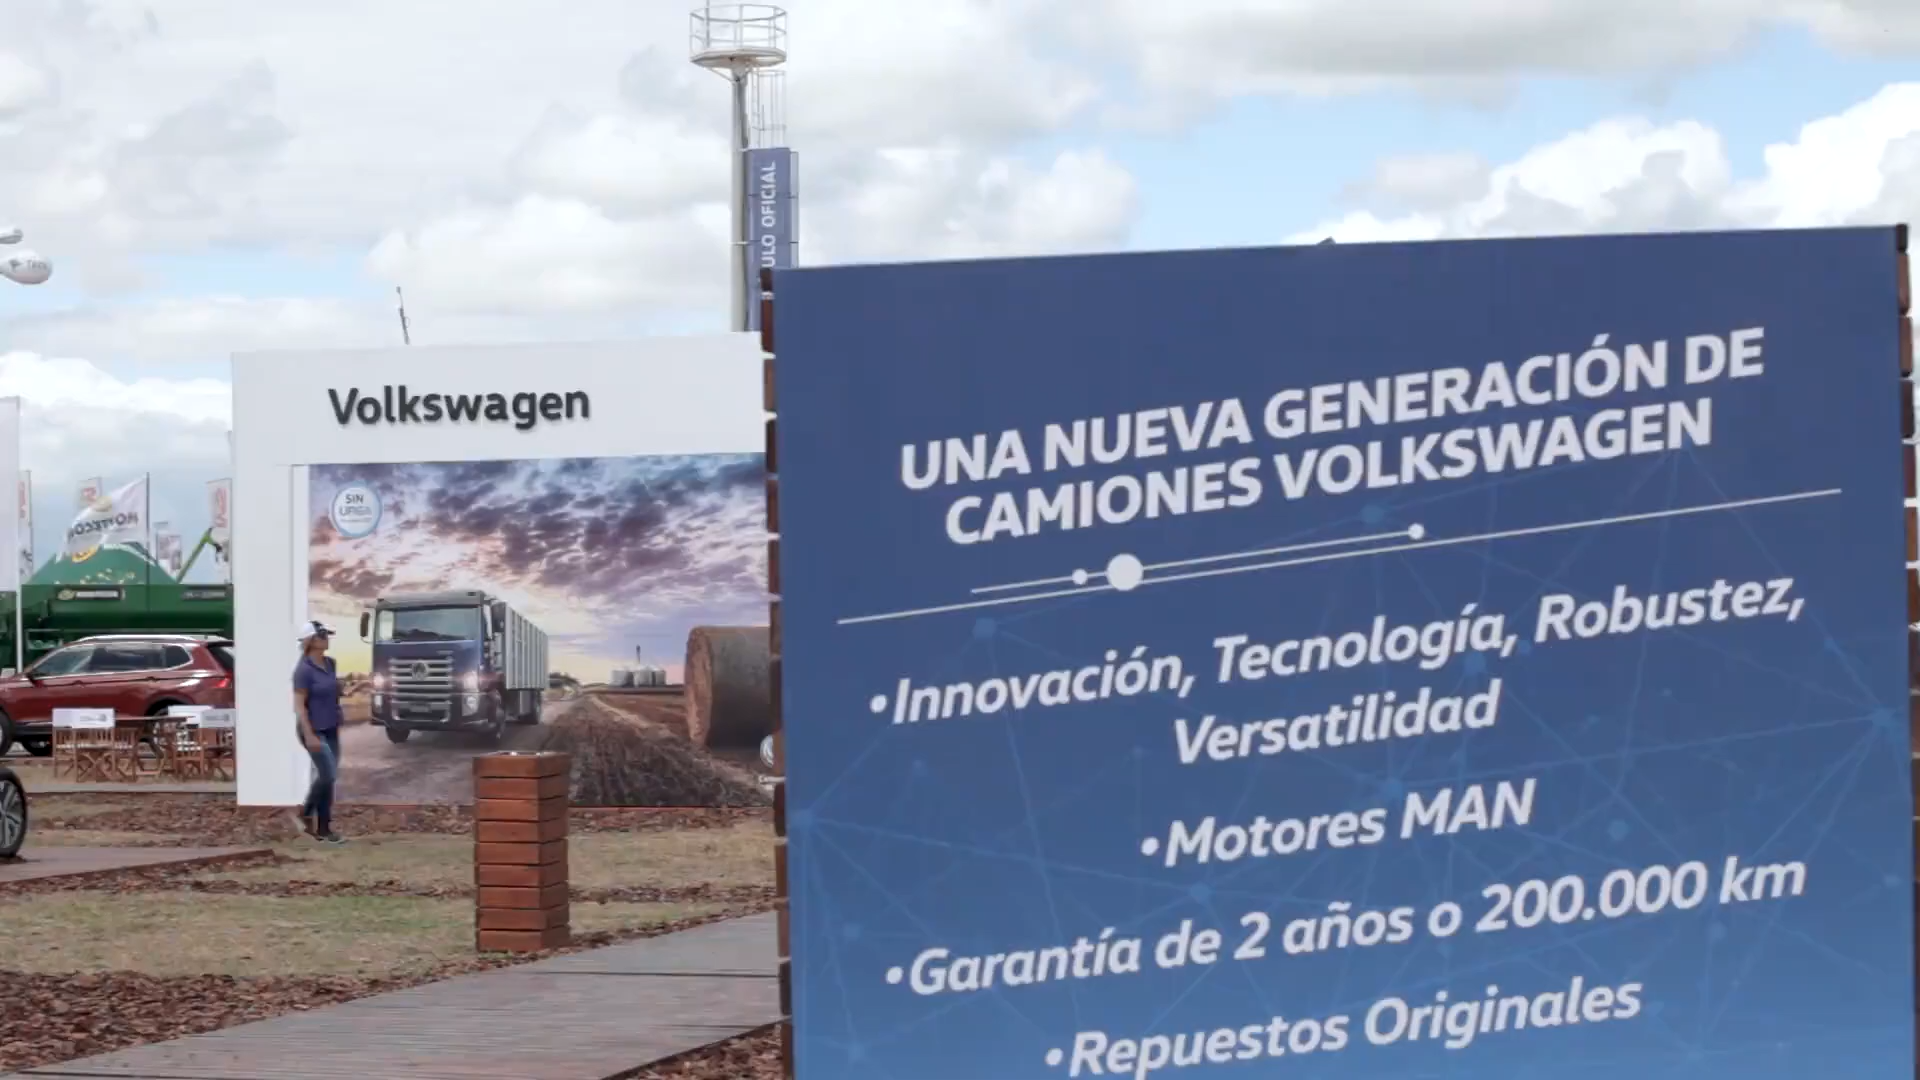 ULO OFICIAL
Volkswagen
SIN
UNA NUEVA GENERACIÓN DE
CAMIONES VOLKSWAGEN
•Innovación, Tecnología, Robustez,
Versatilidad
•Motores MAN
•Garantía de 2 años o 200.000 km
•Repuestos Originales